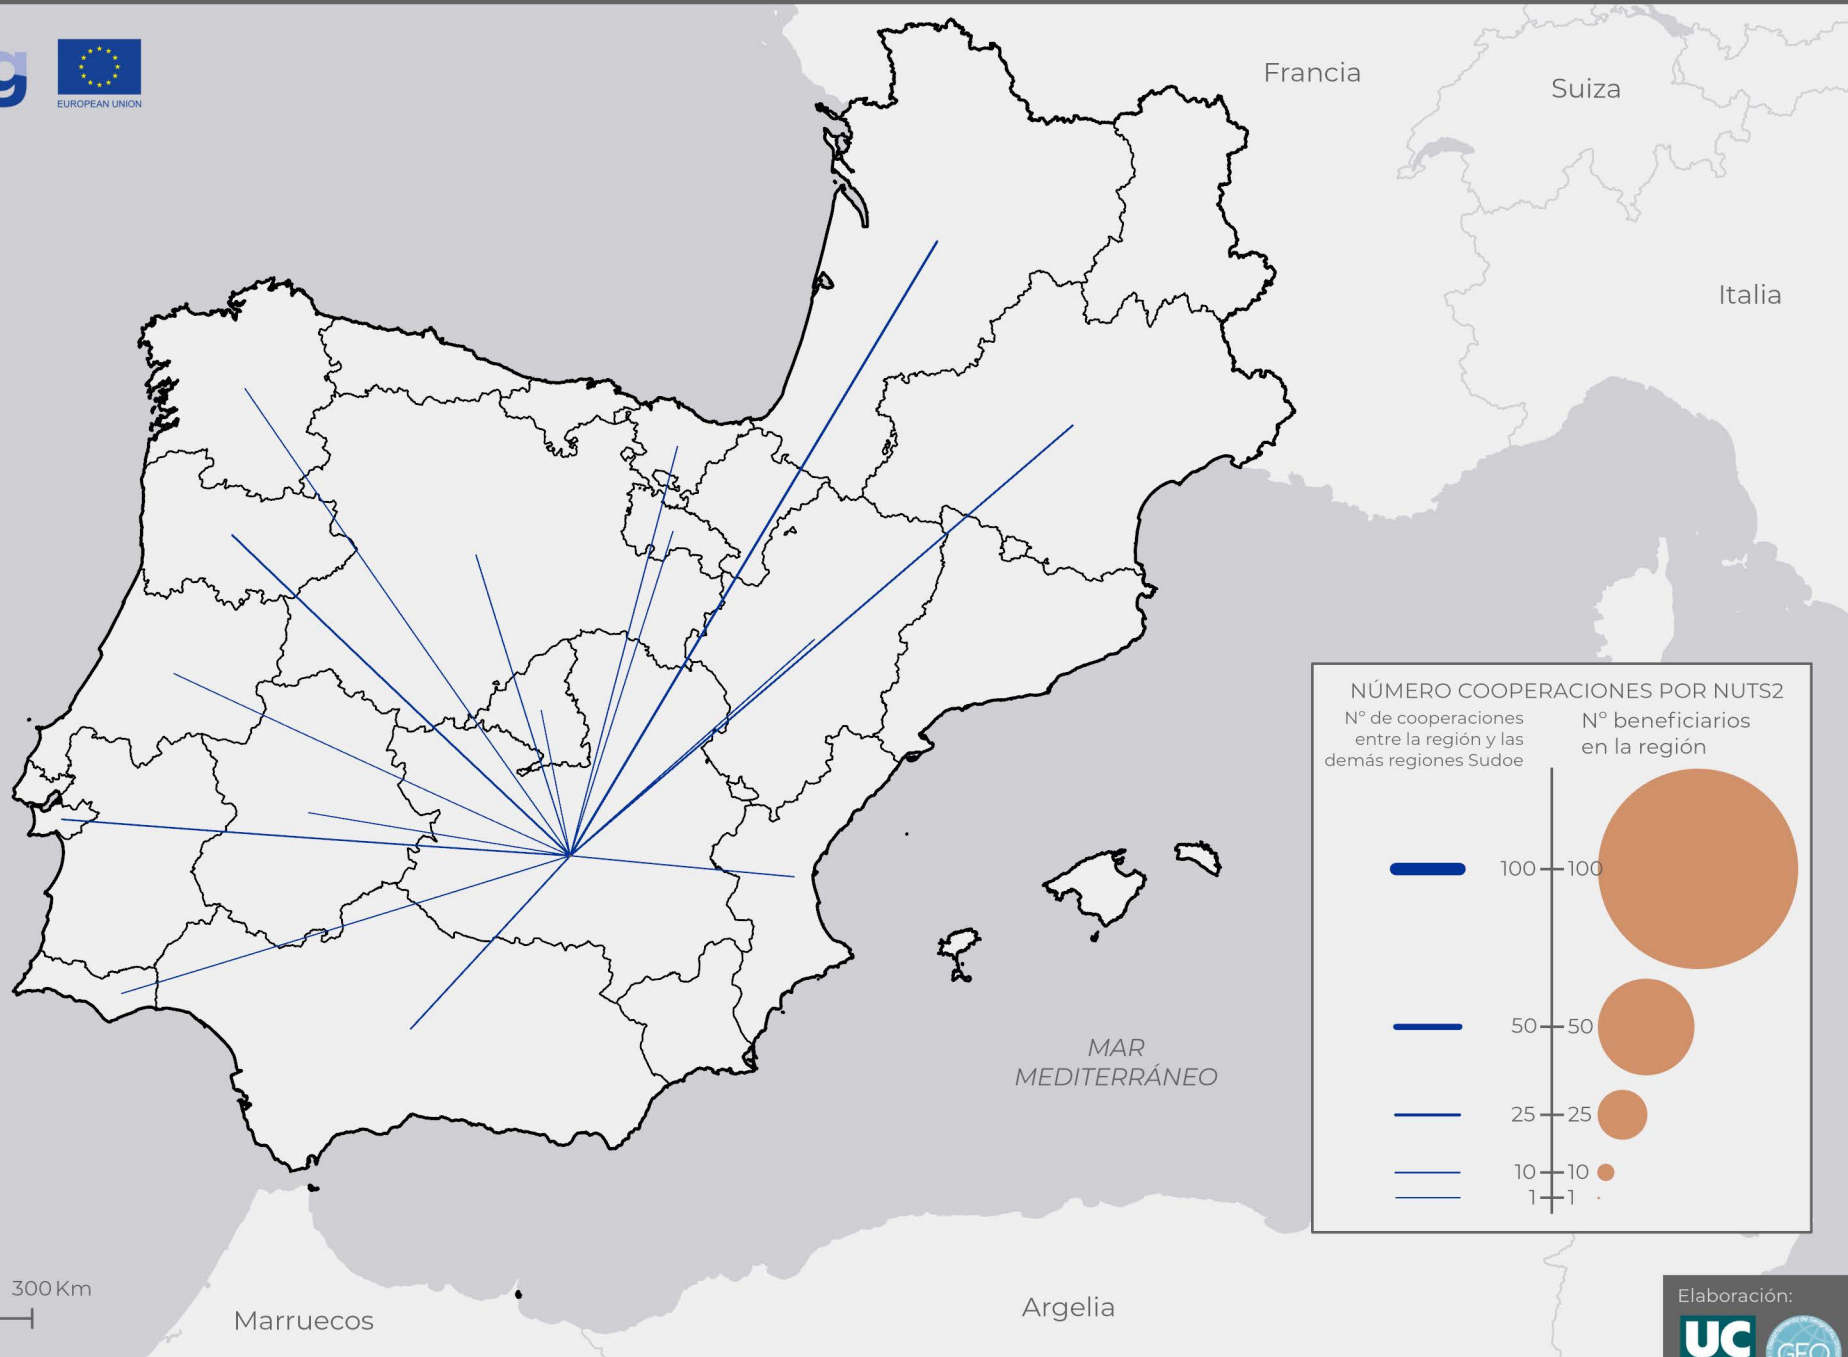 g
EUROPEAN UNION
Francia
Suiza
Italia
NÚMERO COOPERACIONES POR NUTS2
Nº de cooperaciones
entre la región y las
demás regiones Sudoe
Nº beneficiarios
en la región
100 100
50 50
25 25
10 10
1 1
MAR
MEDITERRÁNEO
300 Km
Marruecos
Argelia
Elaboración:
UC
GEO